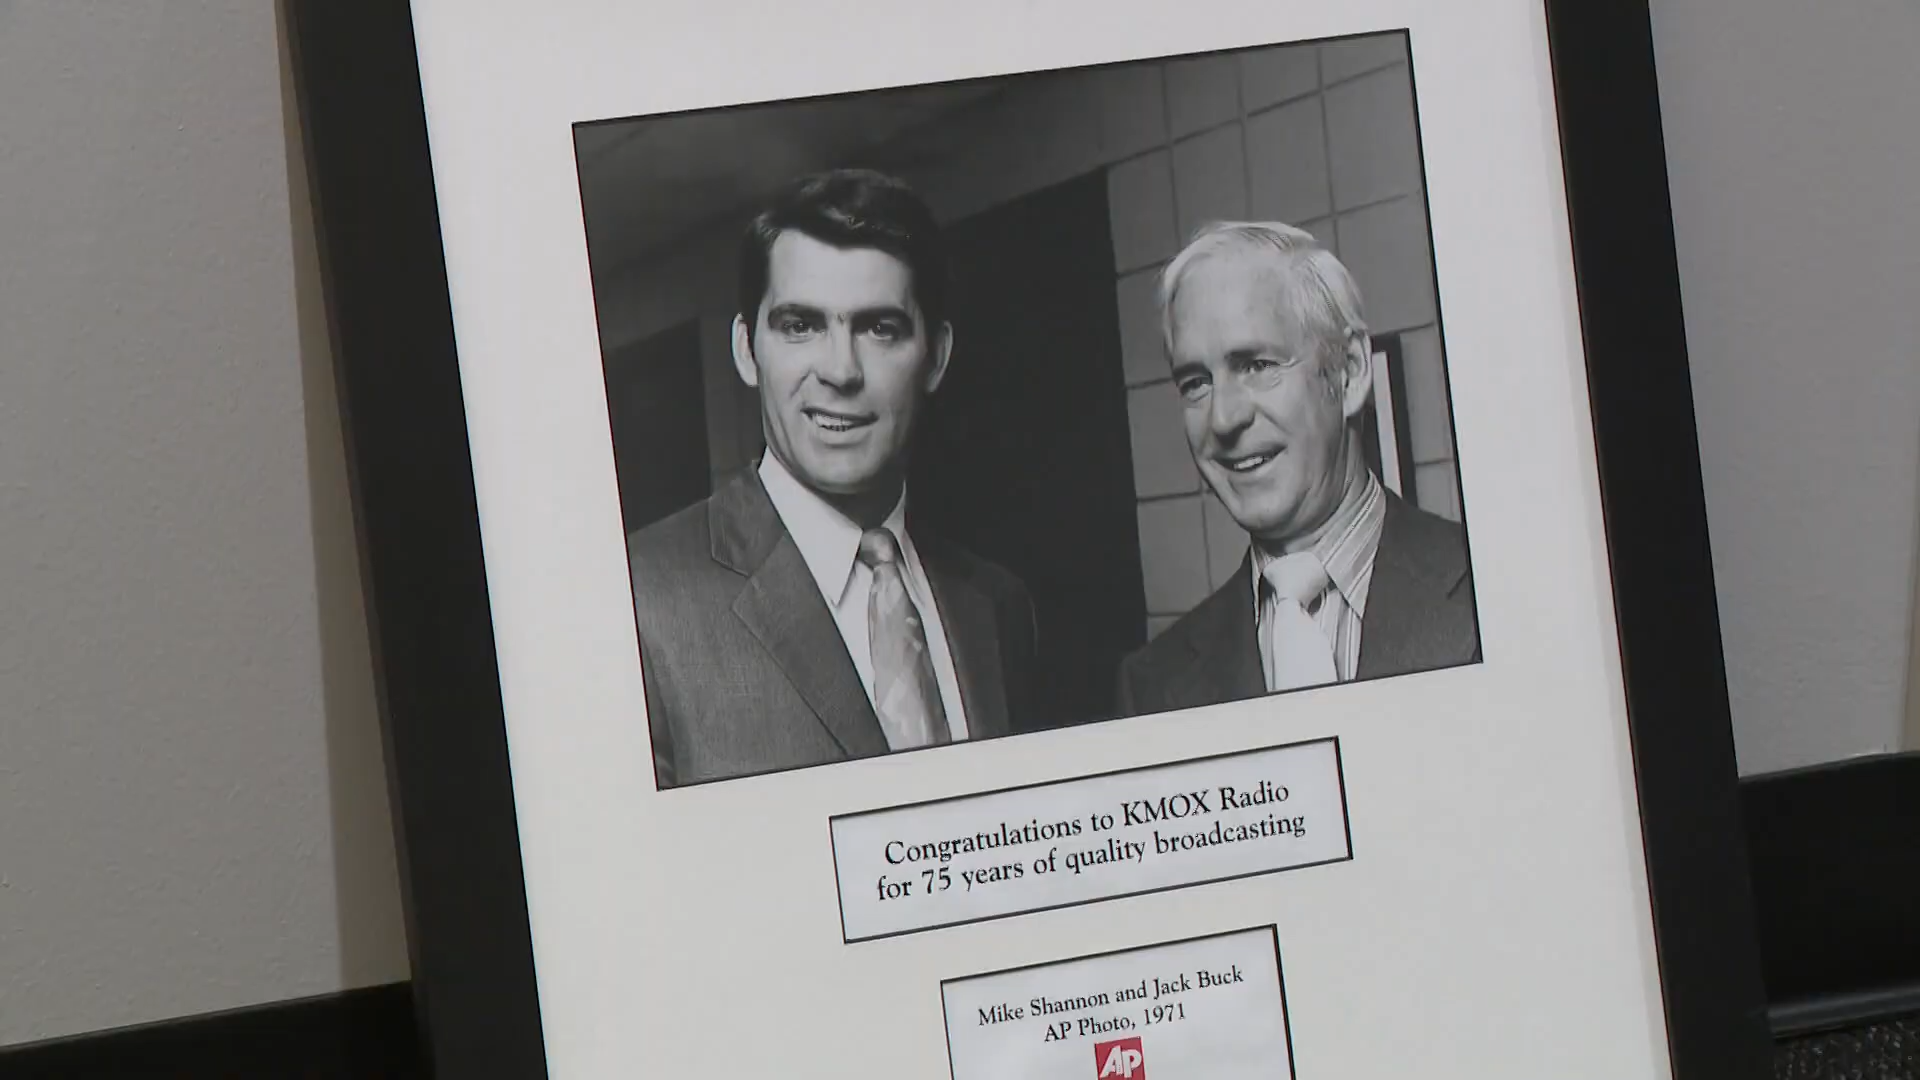 Congratulations to KMOX Radio
for 75 years of quality broadcasting
Mike Shannon and Jack Buck
AP Photo, 1971
AP